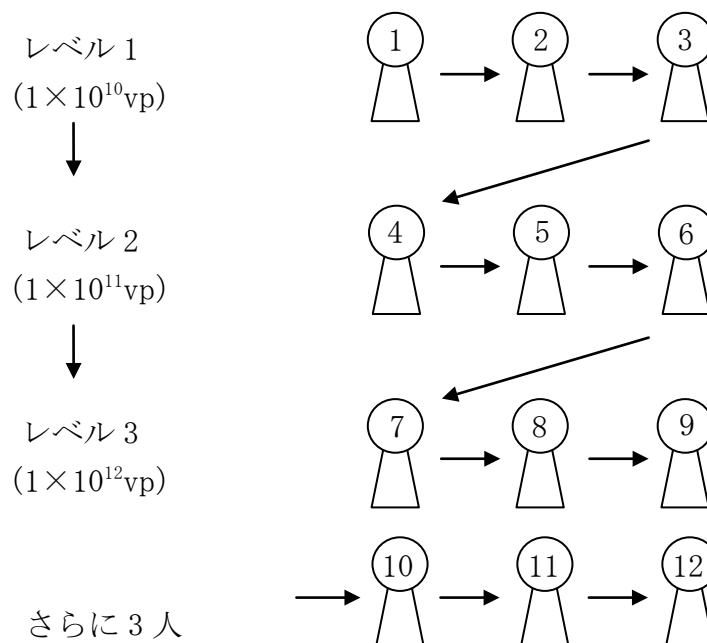 レベル 1
(1×10¹⁰vp)
1 2 3
レベル 2
(1×10¹¹vp)
4 5 6
レベル 3
(1×10¹²vp)
7 8 9
10 11 12
さらに 3 人